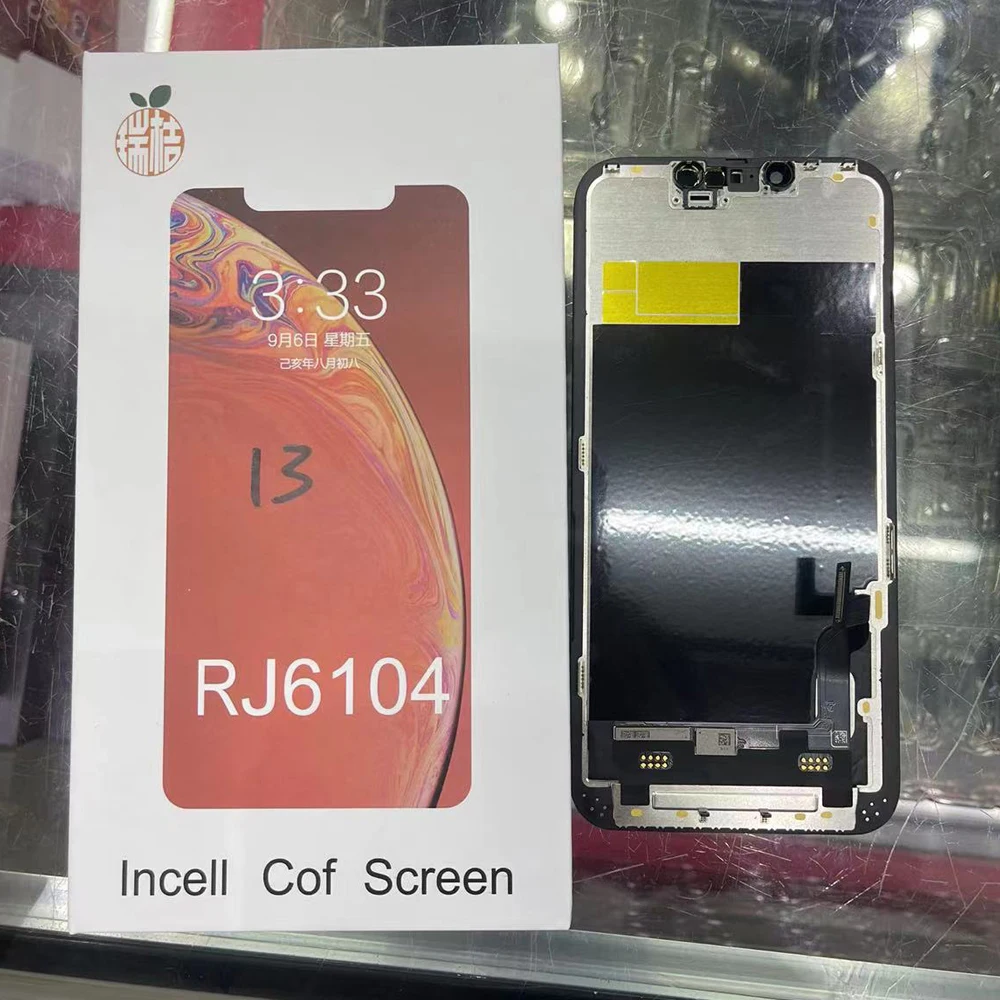 瑞桔
3:33
9月6日 星期五
己亥年八月初八
13
RJ6104
Incell Cof Screen